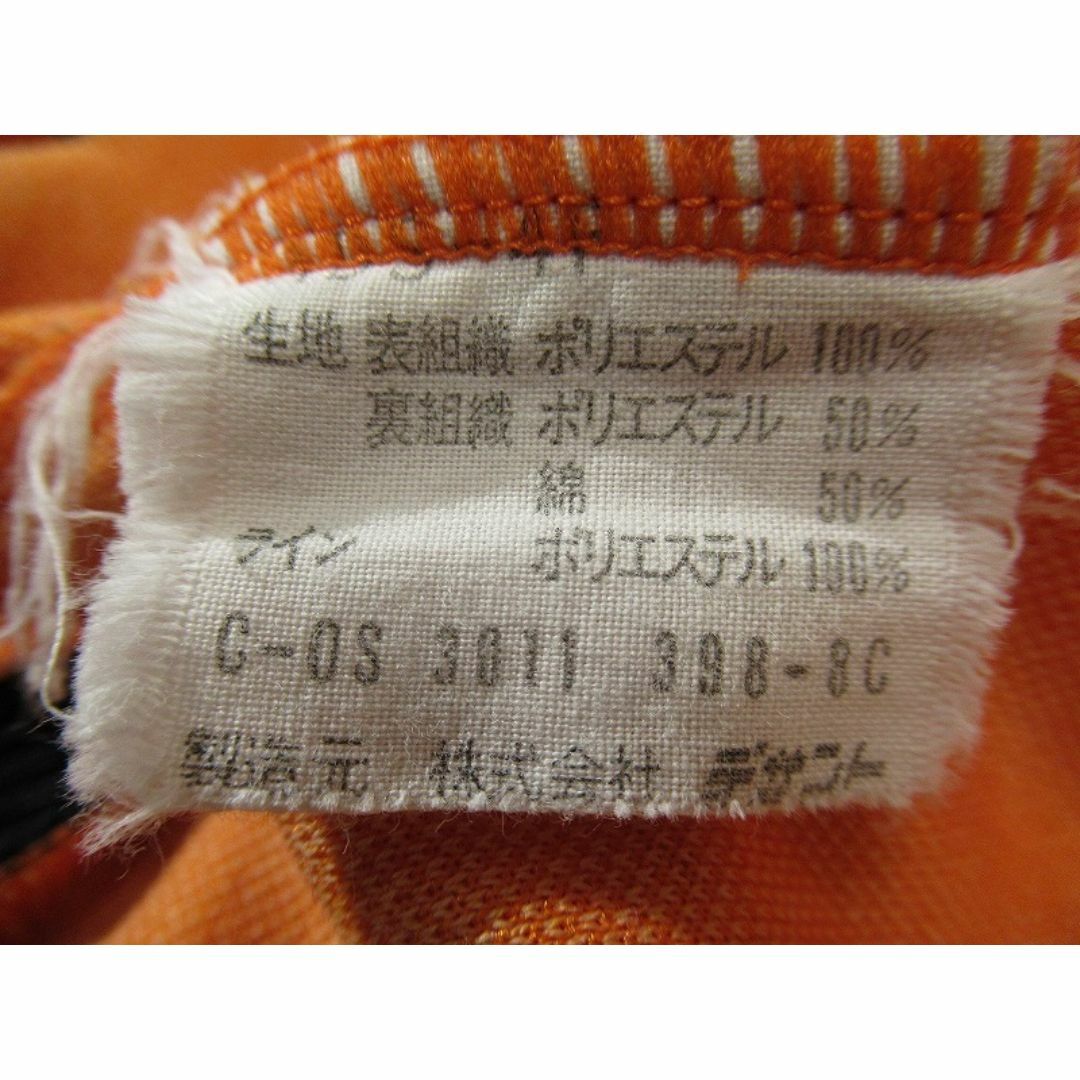 生地 表組織 ポリエステル 100%
裏組織 ポリエステル 50%
綿 50%
ライン ポリエステル 100%
C-OS 3011 398-8C
製造元 株式会社 デサント